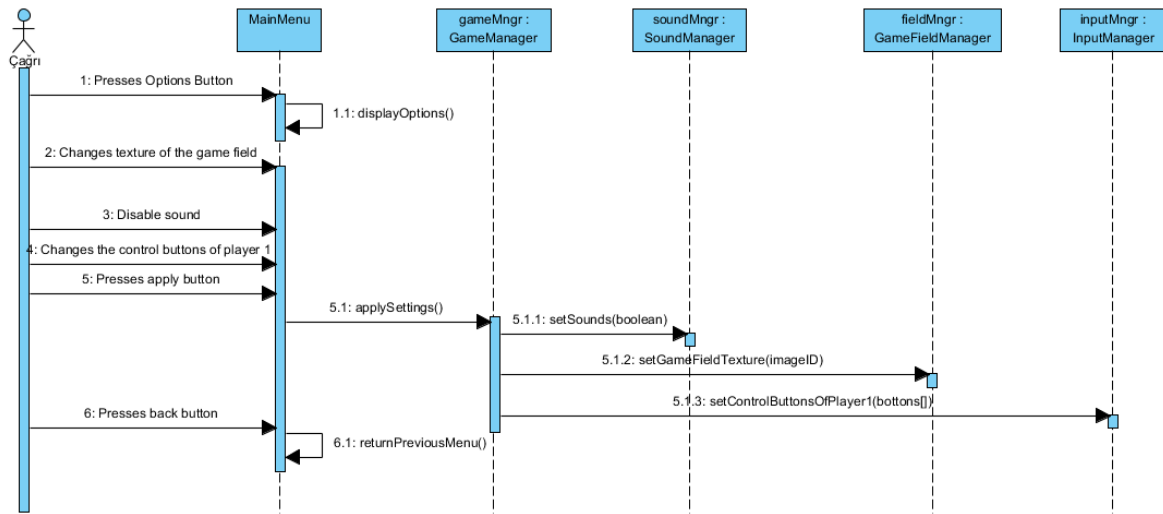 MainMenu
gameMngr :
GameManager
soundMngr :
SoundManager
fieldMngr :
GameFieldManager
inputMngr :
InputManager
Çağrı
1: Presses Options Button
1.1: displayOptions()
2: Changes texture of the game field
3: Disable sound
4: Changes the control buttons of player 1
5: Presses apply button
5.1: applySettings()
5.1.1: setSounds(boolean)
5.1.2: setGameFieldTexture(imageID)
5.1.3: setControlButtonsOfPlayer1(bottons[])
6: Presses back button
6.1: returnPreviousMenu()